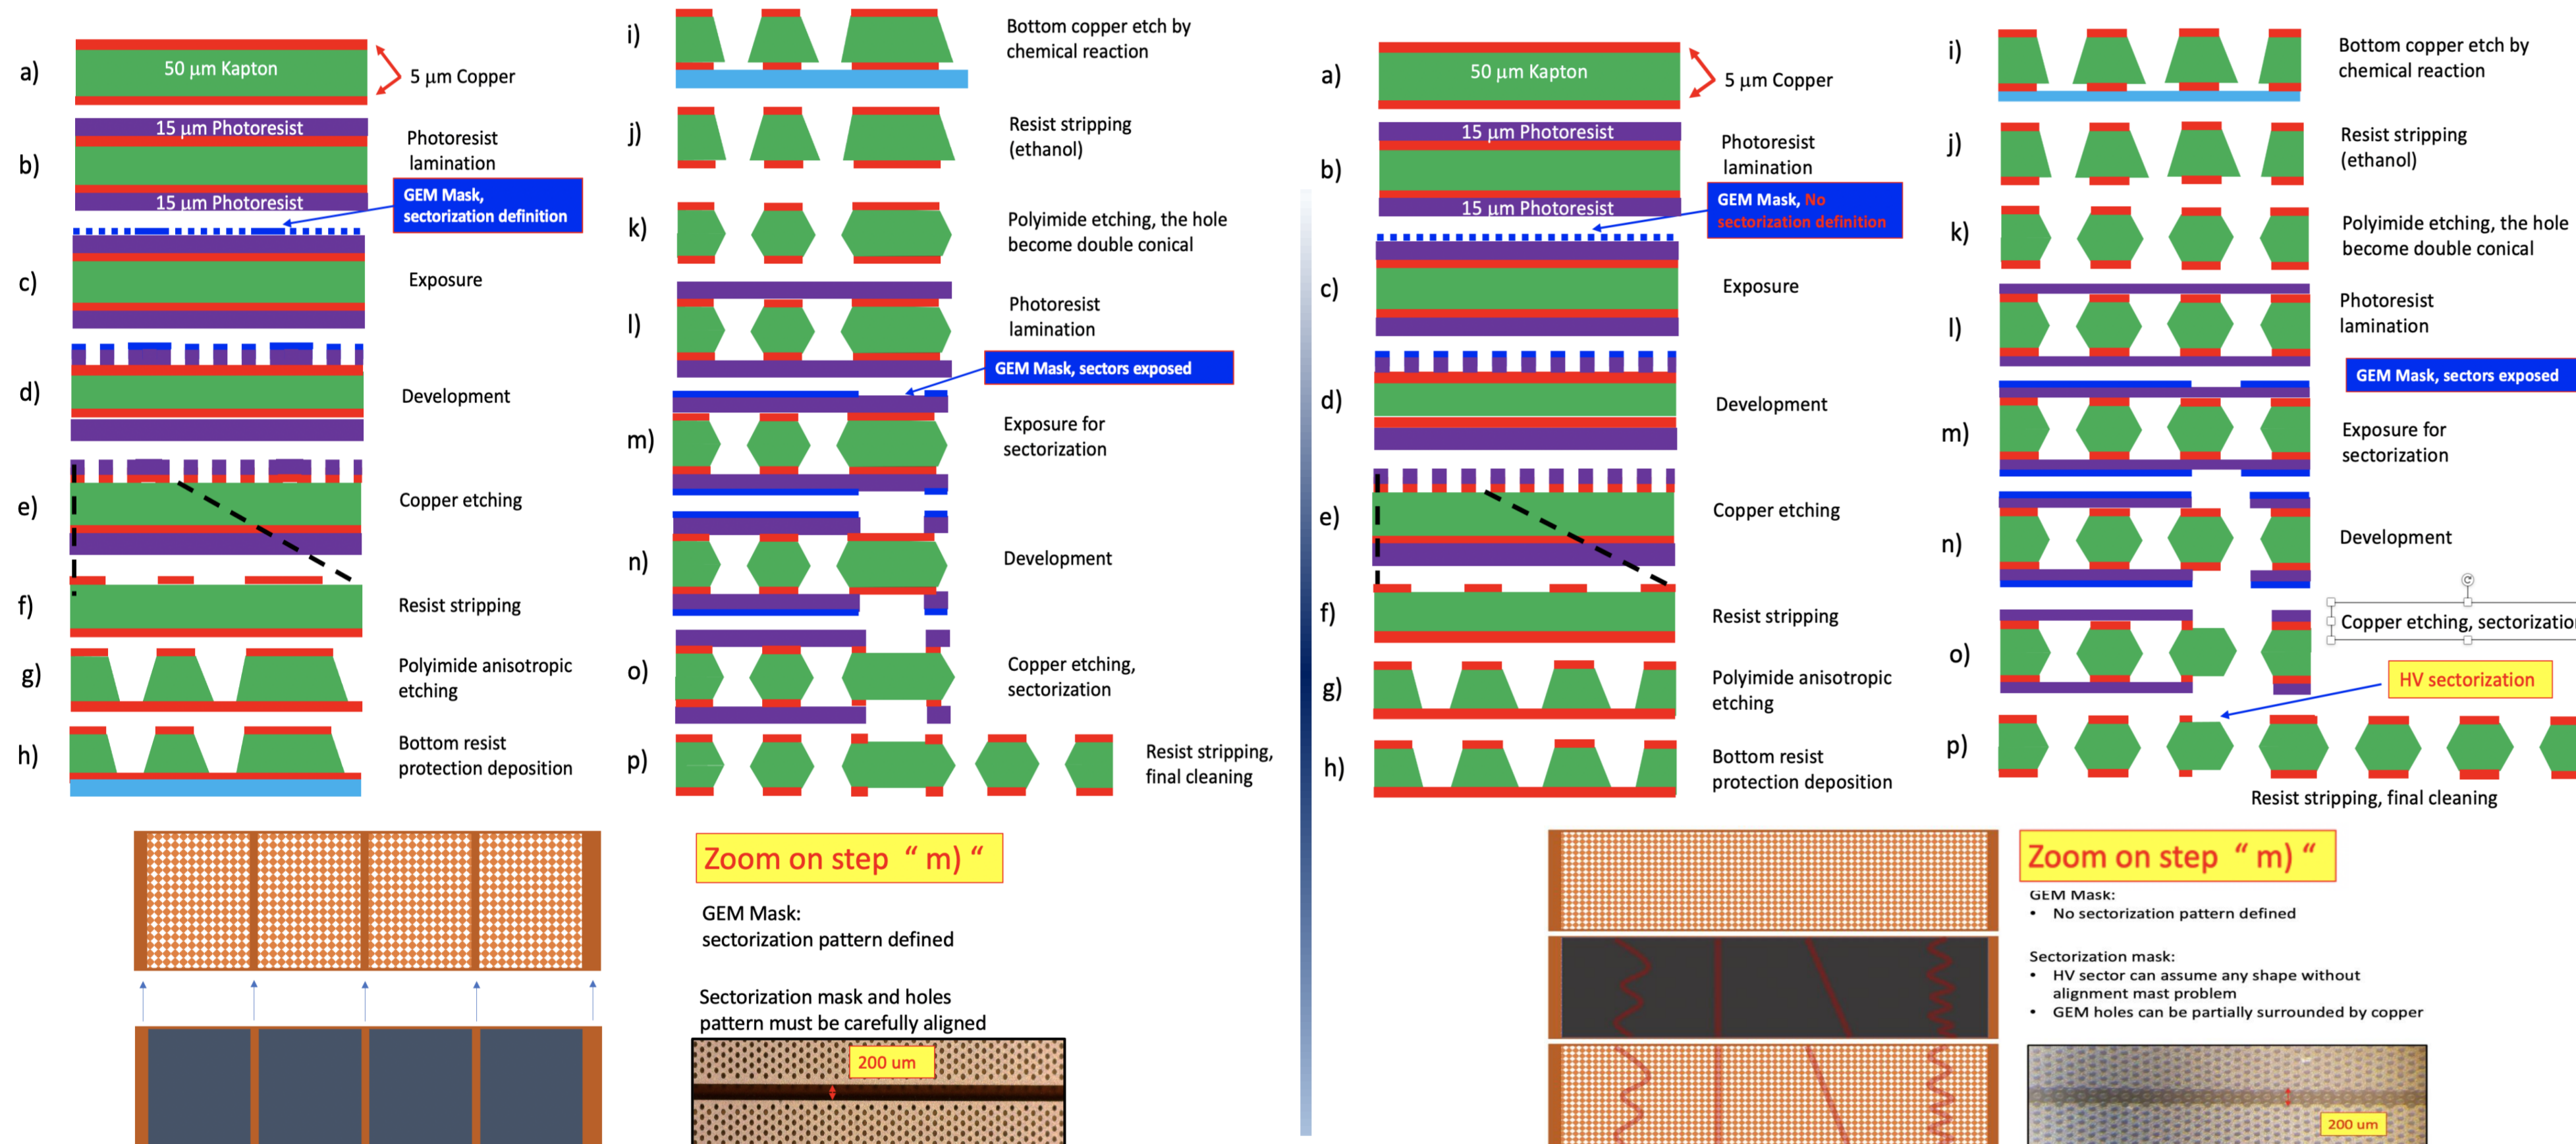 a)
50 μm Kapton
5 μm Copper
b)
15 μm Photoresist
15 μm Photoresist
Photoresist
lamination
GEM Mask,
sectorization definition
c)
Exposure
d)
Development
e)
Copper etching
f)
Resist stripping
g)
Polyimide anisotropic
etching
h)
Bottom resist
protection deposition
i)
Bottom copper etch by
chemical reaction
j)
Resist stripping
(ethanol)
k)
Polyimide etching, the hole
become double conical
l)
Photoresist
lamination
GEM Mask, sectors exposed
m)
Exposure for
sectorization
n)
Development
o)
Copper etching,
sectorization
p)
Resist stripping,
final cleaning
Zoom on step “ m) “
GEM Mask:
sectorization pattern defined
Sectorization mask and holes
pattern must be carefully aligned
200 um
a)
50 μm Kapton
5 μm Copper
b)
15 μm Photoresist
15 μm Photoresist
Photoresist
lamination
GEM Mask, No
sectorization definition
c)
Exposure
d)
Development
e)
Copper etching
f)
Resist stripping
g)
Polyimide anisotropic
etching
h)
Bottom resist
protection deposition
i)
Bottom copper etch by
chemical reaction
j)
Resist stripping
(ethanol)
k)
Polyimide etching, the hole
become double conical
l)
Photoresist
lamination
GEM Mask, sectors exposed
m)
Exposure for
sectorization
n)
Development
o)
Copper etching, sectorizatio
HV sectorization
p)
Resist stripping, final cleaning
Zoom on step “ m) “
GEM Mask:
• No sectorization pattern defined
Sectorization mask:
• HV sector can assume any shape without
alignment mast problem
• GEM holes can be partially surrounded by copper
200 um